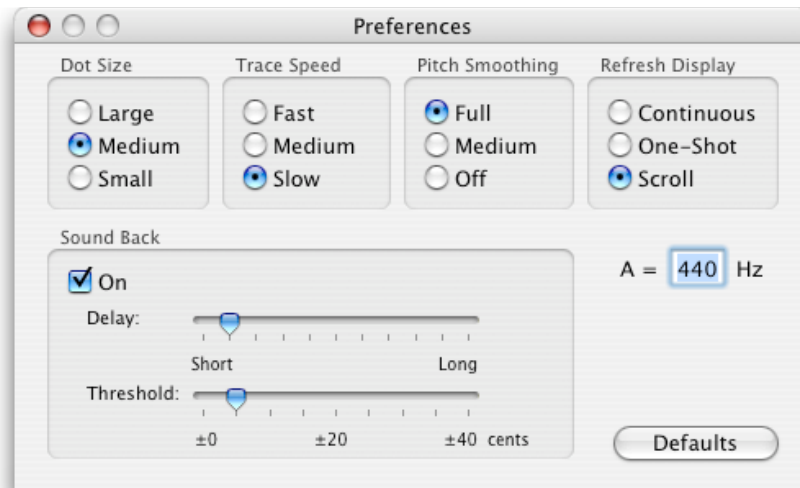 Preferences
Dot Size
Large
Medium
Small
Trace Speed
Fast
Medium
Slow
Pitch Smoothing
Full
Medium
Off
Refresh Display
Continuous
One-Shot
Scroll
Sound Back
On
Delay:
Short Long
Threshold:
±0 ±20 ±40 cents
A = 440 Hz
Defaults